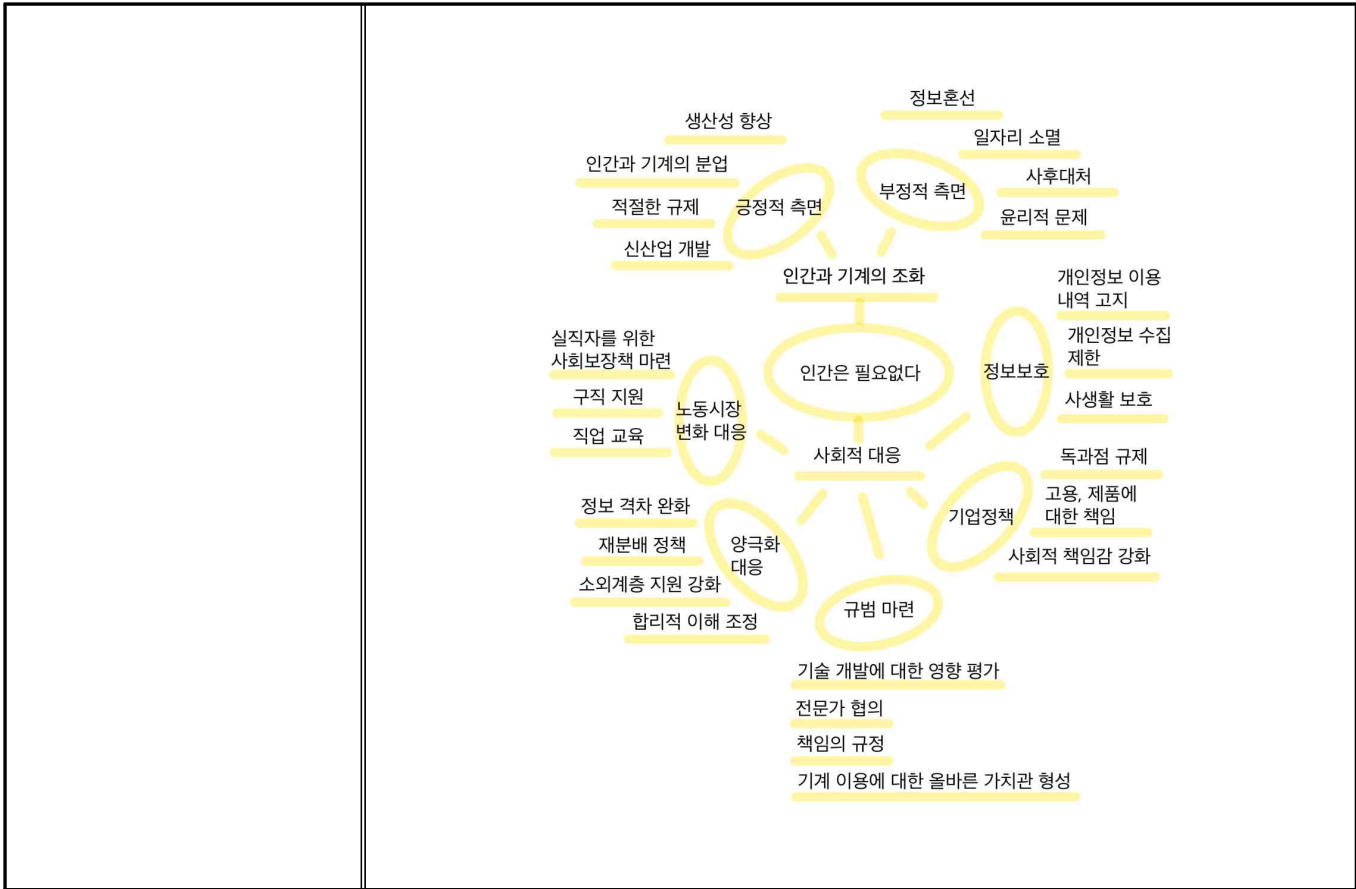 정보혼선
생산성 향상
일자리 소멸
인간과 기계의 분업
사후대처
부정적 측면
적절한 규제
긍정적 측면
윤리적 문제
신산업 개발
인간과 기계의 조화
개인정보 이용
내역 고지
실직자를 위한
사회보장책 마련
인간은 필요없다
정보보호
개인정보 수집
제한
구직 지원
노동시장
변화 대응
사생활 보호
직업 교육
사회적 대응
독과점 규제
정보 격차 완화
고용, 제품에
대한 책임
기업정책
재분배 정책
양극화
대응
사회적 책임감 강화
소외계층 지원 강화
규범 마련
합리적 이해 조정
기술 개발에 대한 영향 평가
전문가 협의
책임의 규정
기계 이용에 대한 올바른 가치관 형성